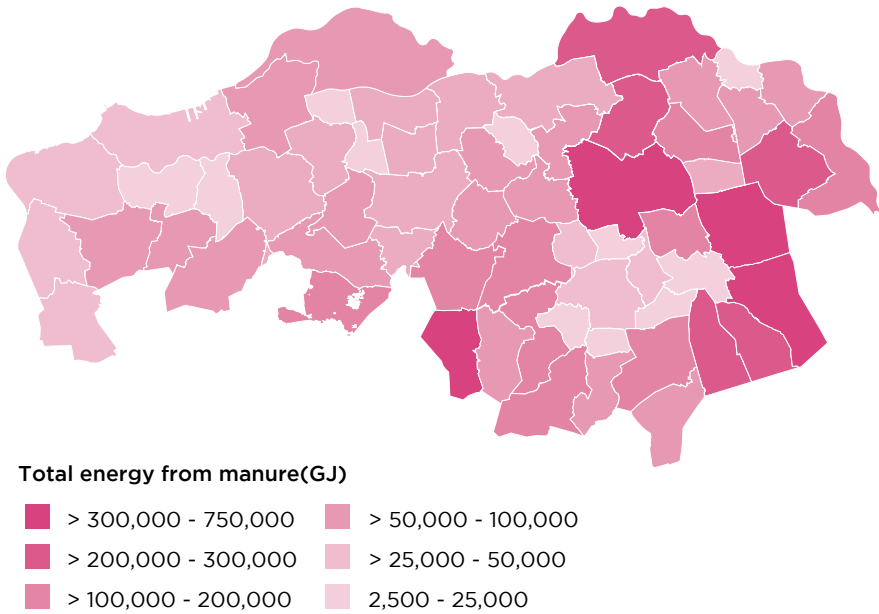 Total energy from manure(GJ)
> 300,000 - 750,000
> 200,000 - 300,000
> 100,000 - 200,000
> 50,000 - 100,000
> 25,000 - 50,000
2,500 - 25,000